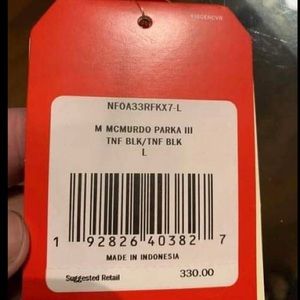 NF0A33RFKX7-L
M MCMURDO PARKA III
TNF BLK/TNF BLK
L
1 92826 40382 7
MADE IN INDONESIA
Suggested Retail 330.00